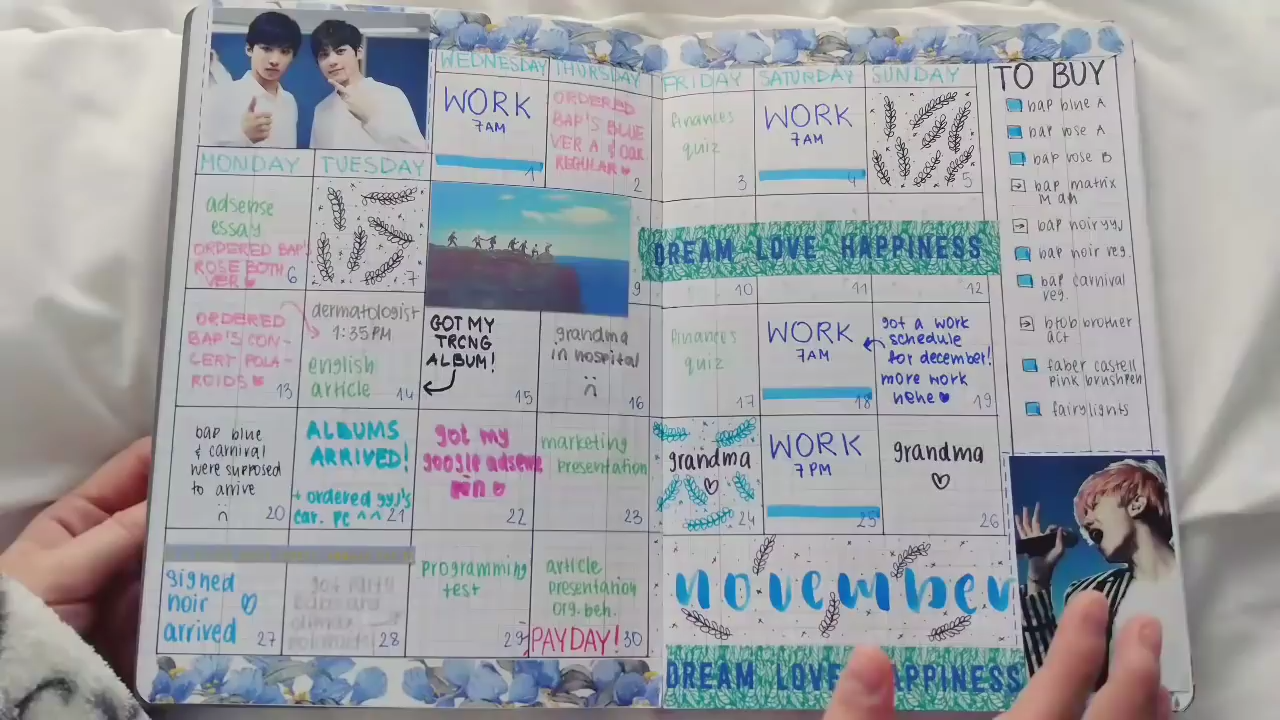 WEDNESDAY THURSDAY FRIDAY SATURDAY SUNDAY
MONDAY TUESDAY
WORK
7AM
1
ORDERED
BAP'S BLUE
VER A & OAK
REGULAR
2
finances
quiz
3
WORK
7AM
4
5
adsense
essay
ORDERED BAP'S
ROSE BOTH
VER
6
7
9
DREAM LOVE HAPPINESS
10
11
12
ORDERED
BAP'S CON-
CERT POLA-
ROIDS
13
dermatologist
1:35PM
english
article
14
GOT MY
TRCNG
ALBUM!
15
grandma
in hospital
:(
16
finances
quiz
17
WORK
7AM
18
got a work
schedule
for december!
more work
hehe
19
bap blue
& carnival
were supposed
to arrive
:(
20
ALBUMS
ARRIVED!
+ ordered yyj's
car. pc ^^
21
got my
google adsense
pin
22
marketing
presentation
23
grandma
24
WORK
7PM
25
grandma
26
signed
noir
arrived
27
28
programming
test
29
article
presentation
org. beh.
PAYDAY!
30
november
DREAM LOVE HAPPINESS
TO BUY
bap blue A
bap rose A
bap rose B
bap matrix
bap noir yyj
bap noir reg.
bap carnival
reg.
btob brother
act
faber castell
pink brushpen
fairylights